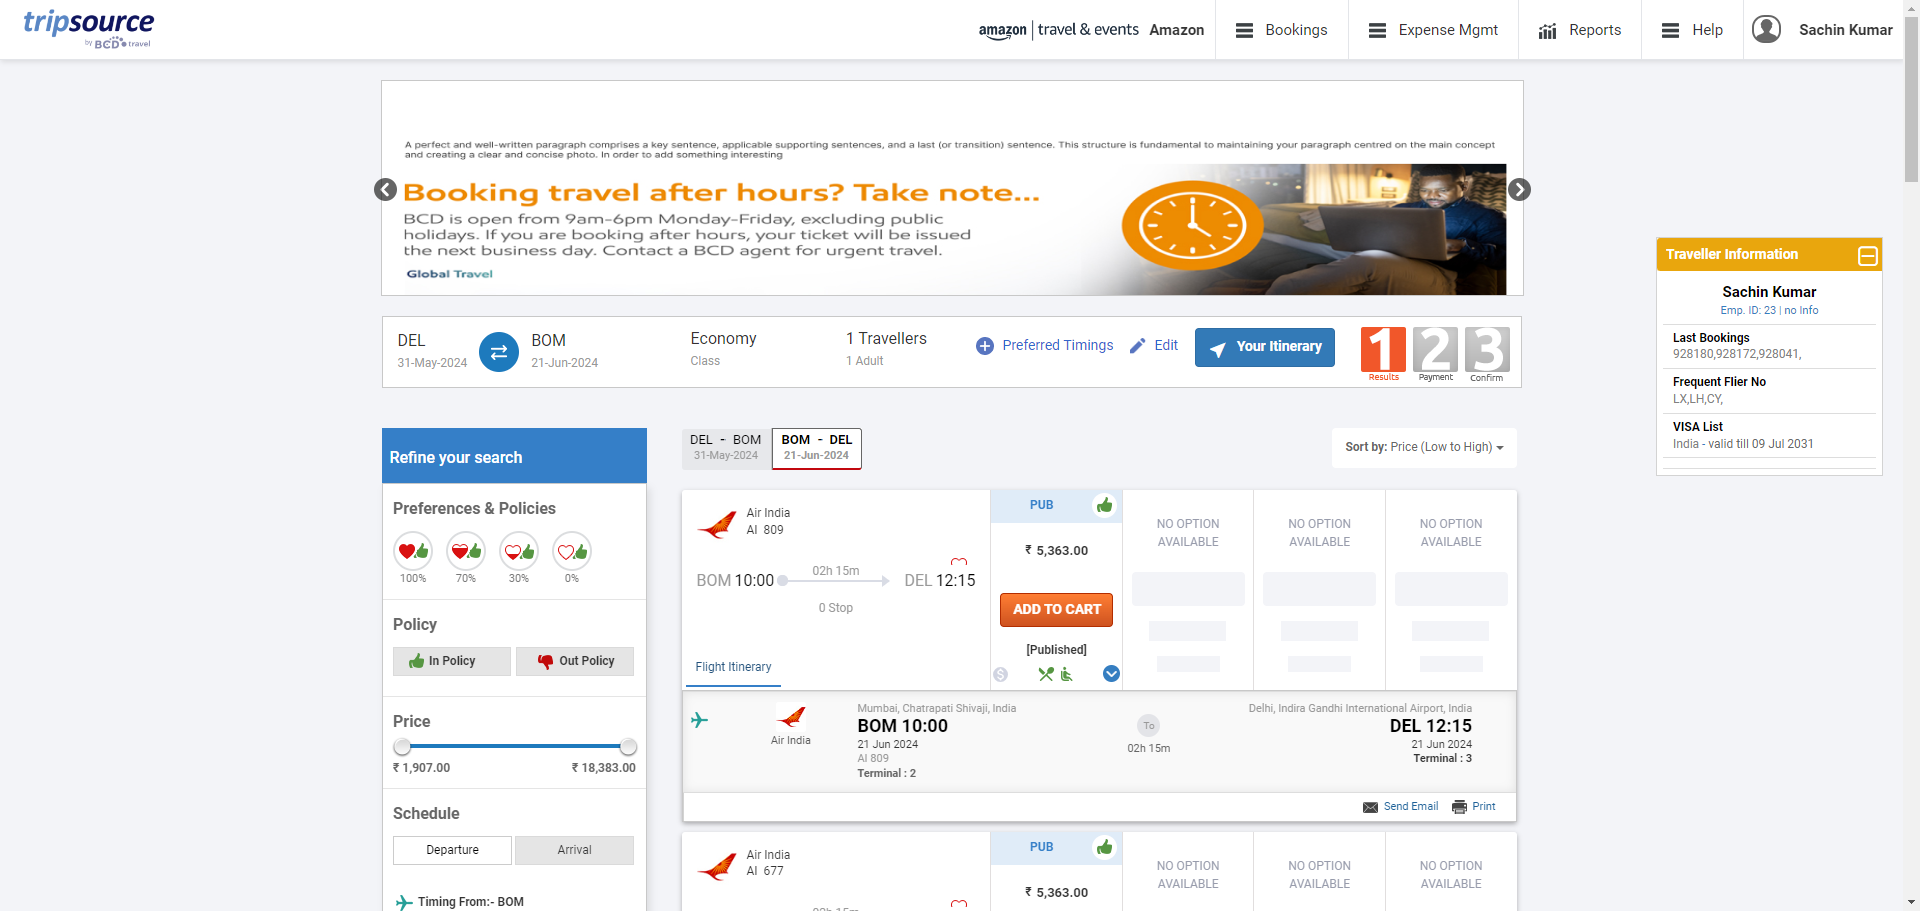 tripsource
by BCD travel
amazon | travel & events Amazon
Bookings
Expense Mgmt
Reports
Help
Sachin Kumar
A perfect and well-written paragraph comprises a key sentence, applicable supporting sentences, and a last (or transition) sentence. This structure is fundamental to maintaining your paragraph centred on the main concept
and creating a clear and concise photo. In order to add something interesting
Booking travel after hours? Take note...
BCD is open from 9am-6pm Monday-Friday, excluding public
holidays. If you are booking after hours, your ticket will be issued
the next business day. Contact a BCD agent for urgent travel.
Global Travel
Traveller Information
Sachin Kumar
Emp. ID: 23 | no Info
Last Bookings
928180,928172,928041,
Frequent Flier No
LX,LH,CY,
VISA List
India - valid till 09 Jul 2031
DEL
31-May-2024
BOM
21-Jun-2024
Economy
Class
1 Travellers
1 Adult
Preferred Timings
Edit
Your Itinerary
1 2 3
Results Payment Confirm
Refine your search
Preferences & Policies
100% 70% 30% 0%
Policy
In Policy
Out Policy
Price
₹ 1,907.00 ₹ 18,383.00
Schedule
Departure
Arrival
Timing From:- BOM
DEL - BOM
31-May-2024
BOM - DEL
21-Jun-2024
Sort by: Price (Low to High)
Air India
AI 809
BOM 10:00
02h 15m
0 Stop
DEL 12:15
Flight Itinerary
PUB
₹ 5,363.00
ADD TO CART
[Published]
NO OPTION
AVAILABLE
NO OPTION
AVAILABLE
NO OPTION
AVAILABLE
Air India
Mumbai, Chatrapati Shivaji, India
BOM 10:00
21 Jun 2024
AI 809
Terminal : 2
To
02h 15m
Delhi, Indira Gandhi International Airport, India
DEL 12:15
21 Jun 2024
Terminal : 3
Send Email
Print
Air India
AI 677
02h 15m
PUB
₹ 5,363.00
NO OPTION
AVAILABLE
NO OPTION
AVAILABLE
NO OPTION
AVAILABLE